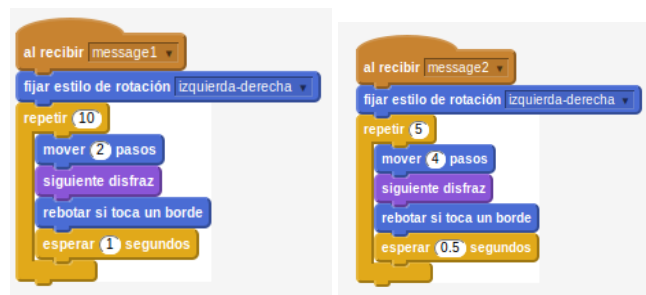 al recibir message1
fijar estilo de rotación izquierda-derecha
repetir 10
mover 2 pasos
siguiente disfraz
rebotar si toca un borde
esperar 1 segundos
al recibir message2
fijar estilo de rotación izquierda-derecha
repetir 5
mover 4 pasos
siguiente disfraz
rebotar si toca un borde
esperar 0.5 segundos